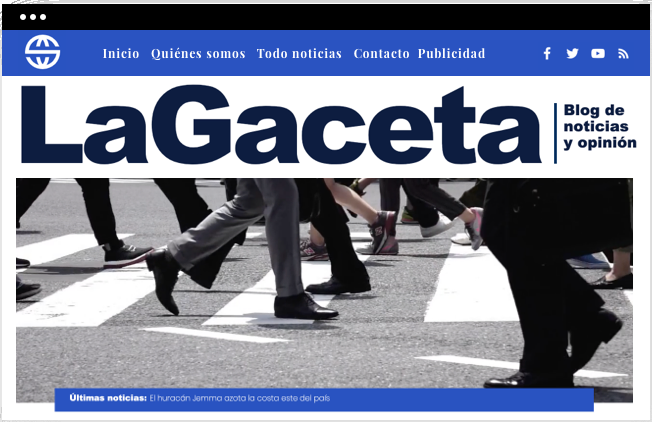 Inicio Quiénes somos Todo noticias Contacto Publicidad
LaGaceta
Blog de
noticias
y opinión
Últimas noticias: El huracán Jemma azota la costa este del país